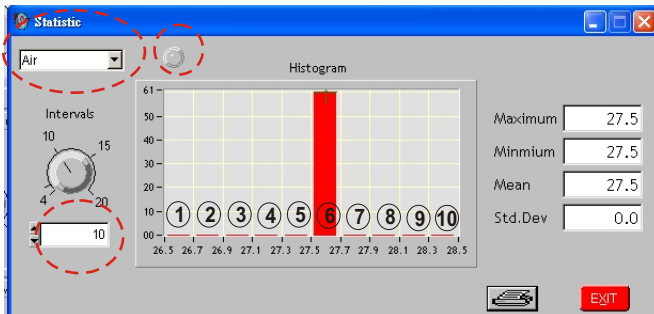 Statistic
Air
Histogram
Intervals
10
15
4
20
10
61
50
40
30
20
10
00
1 2 3 4 5 6 7 8 9 10
26.5 26.7 26.9 27.1 27.3 27.5 27.7 27.9 28.1 28.3 28.5
Maximum 27.5
Minmium 27.5
Mean 27.5
Std.Dev 0.0
EXIT